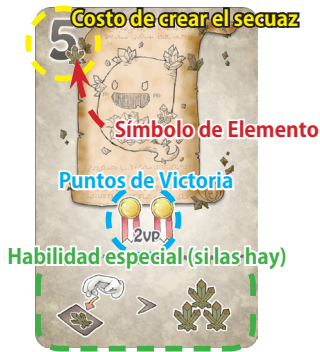 Costo de crear el secuaz
5
Símbolo de Elemento
Puntos de Victoria
2VP
Habilidad especial (si las hay)